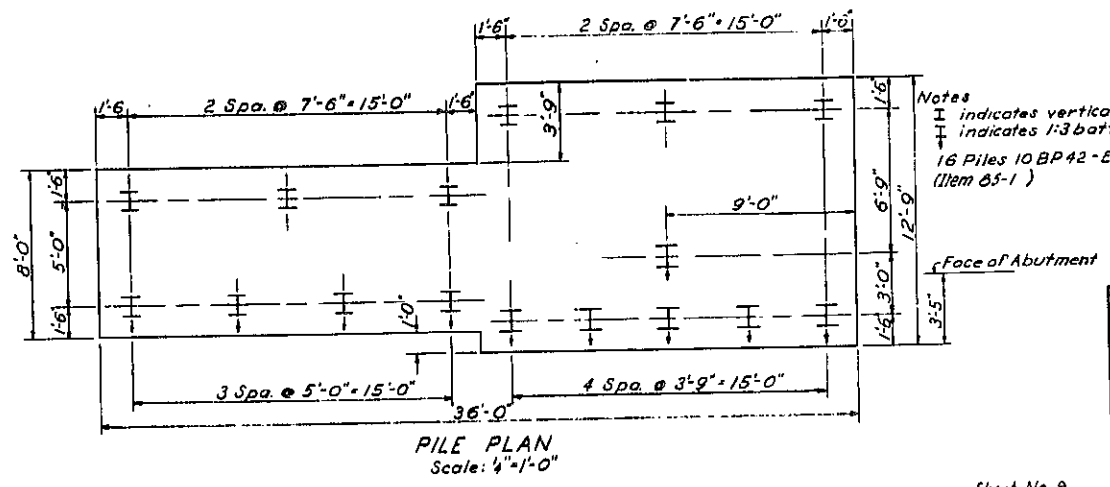 1'-6"
2 Spa. @ 7'-6" = 15'-0"
1'-6"
1'-6
2 Spa. @ 7'-6" = 15'-0"
1'-6"
3'-9"
1'-6"
Notes
indicates vertica
indicates 1:3 batt
16 Piles 10 BP 42 - E
(Item 85-1)
1'-6"
8'-0"
5'-0"
1'-6"
9'-0"
6'-9"
12'-9"
Face of Abutment
3'-0"
1'-6"
3'-5"
1'-0"
3 Spa. @ 5'-0" = 15'-0"
4 Spa. @ 3'-9" = 15'-0"
36'-0"
PILE PLAN
Scale: 1/4" = 1'-0"